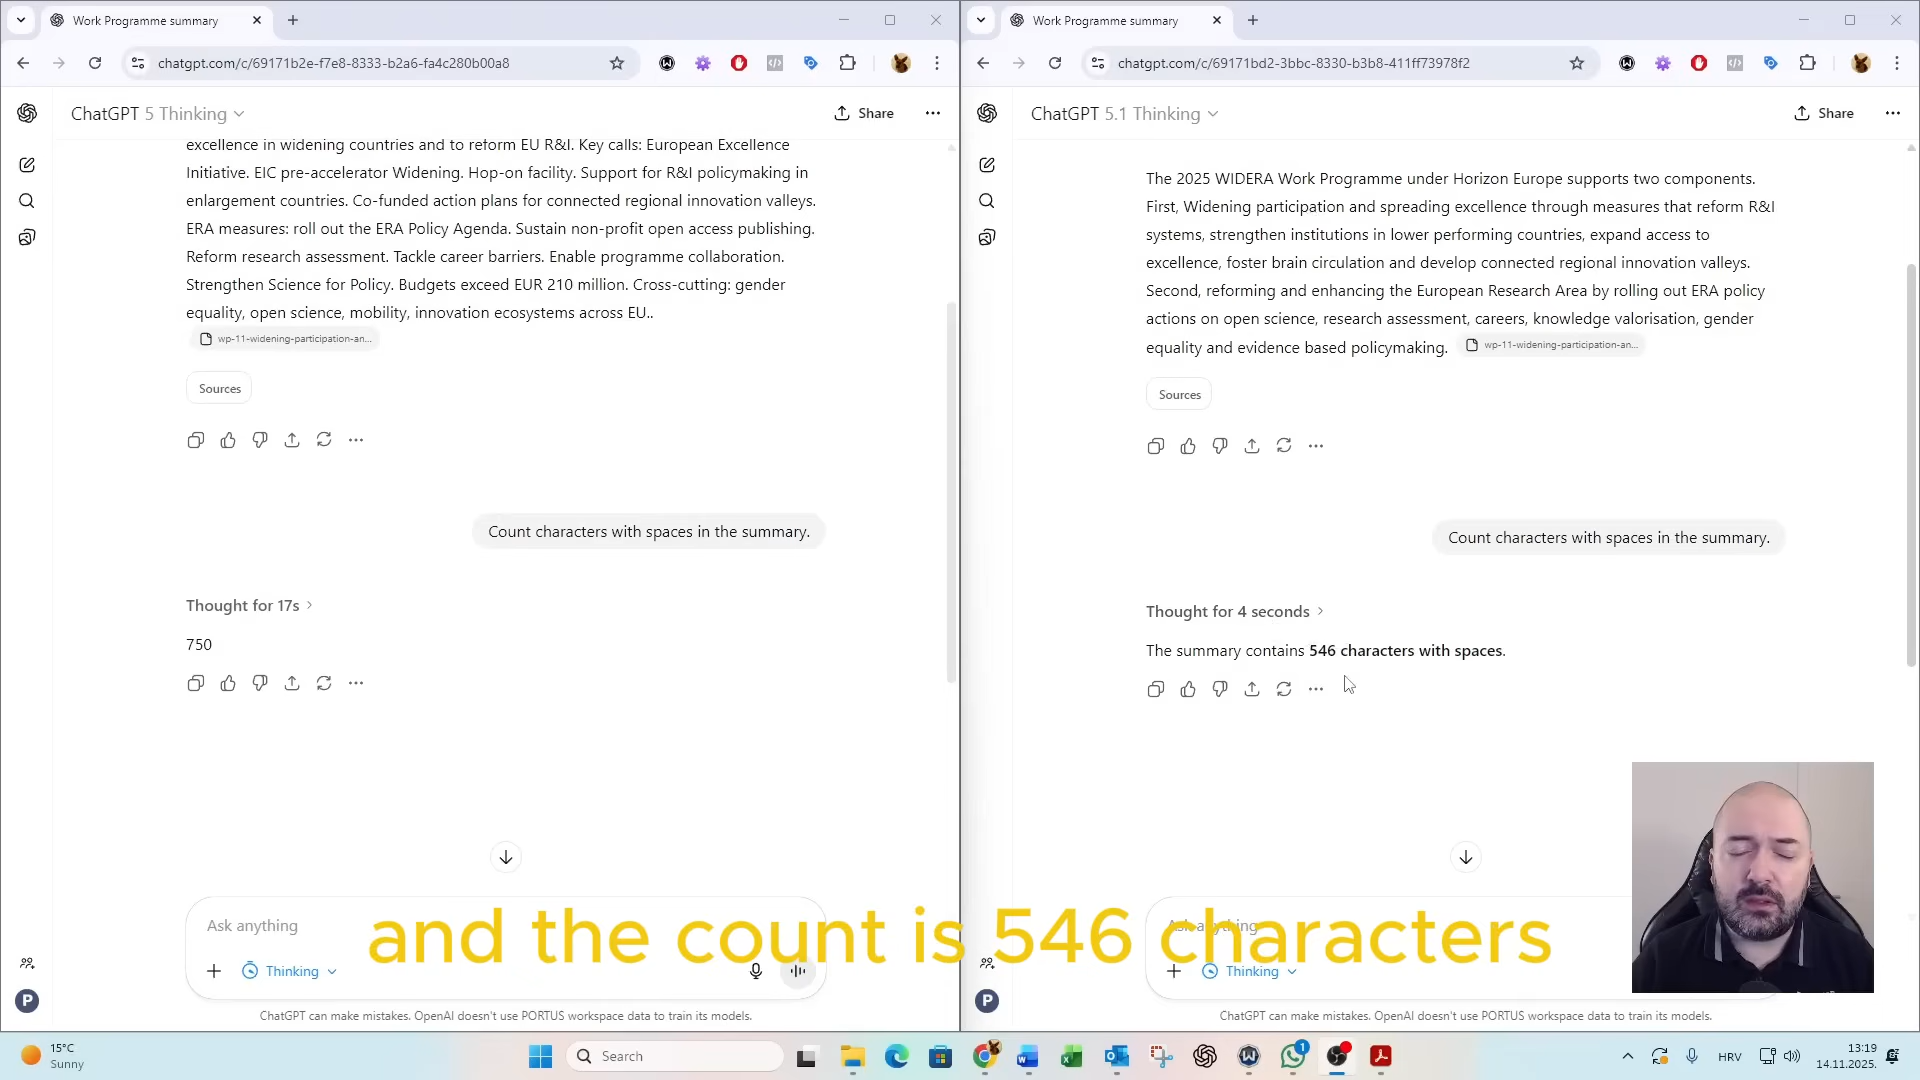 Work Programme summary
chatgpt.com/c/69171b2e-f7e8-8333-b2a6-fa4c280b00a8
ChatGPT 5 Thinking
Share
excellence in widening countries and to reform EU R&I. Key calls: European Excellence
Initiative. EIC pre-accelerator Widening. Hop-on facility. Support for R&I policymaking in
enlargement countries. Co-funded action plans for connected regional innovation valleys.
ERA measures: roll out the ERA Policy Agenda. Sustain non-profit open access publishing.
Reform research assessment. Tackle career barriers. Enable programme collaboration.
Strengthen Science for Policy. Budgets exceed EUR 210 million. Cross-cutting: gender
equality, open science, mobility, innovation ecosystems across EU..
wp-11-widening-participation-an...
Sources
Count characters with spaces in the summary.
Thought for 17s
750
Ask anything
Thinking
ChatGPT can make mistakes. OpenAI doesn't use PORTUS workspace data to train its models.
P
Work Programme summary
chatgpt.com/c/69171bd2-3bbc-8330-b3b8-411ff73978f2
ChatGPT 5.1 Thinking
Share
The 2025 WIDERA Work Programme under Horizon Europe supports two components.
First, Widening participation and spreading excellence through measures that reform R&I
systems, strengthen institutions in lower performing countries, expand access to
excellence, foster brain circulation and develop connected regional innovation valleys.
Second, reforming and enhancing the European Research Area by rolling out ERA policy
actions on open science, research assessment, careers, knowledge valorisation, gender
equality and evidence based policymaking.
wp-11-widening-participation-an...
Sources
Count characters with spaces in the summary.
Thought for 4 seconds
The summary contains 546 characters with spaces.
Ask anything
Thinking
ChatGPT can make mistakes. OpenAI doesn't use PORTUS workspace data to train its models.
P
and the count is 546 characters
15°C
Sunny
Search
1
HRV
13:19
14.11.2025.